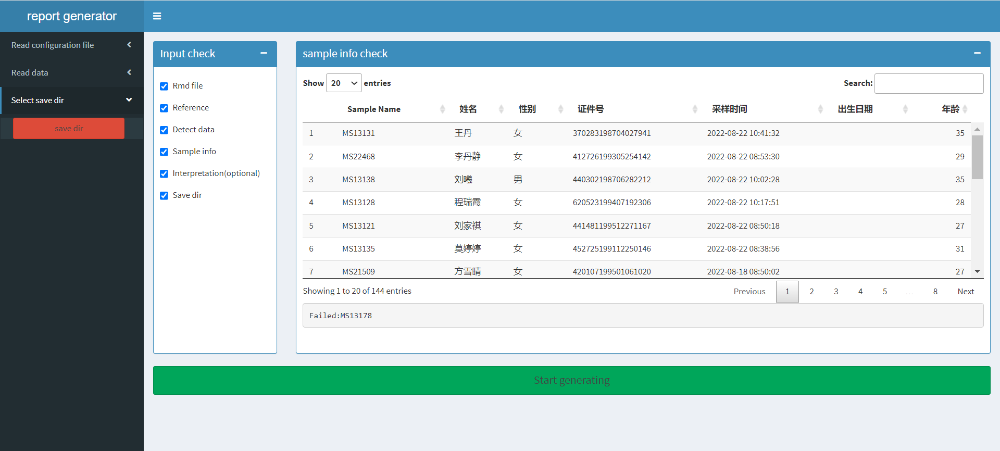 report generator
Read configuration file
Read data
Select save dir
save dir
Input check
Rmd file
Reference
Detect data
Sample info
Interpretation(optional)
Save dir
sample info check
Show 20 entries Search:
Sample Name 姓名 性别 证件号 采样时间 出生日期 年龄
1 MS13131 王丹 女 370283198704027941 2022-08-22 10:41:32 35
2 MS22468 李丹静 女 412726199305254142 2022-08-22 08:53:30 29
3 MS13138 刘曦 男 440302198706282212 2022-08-22 10:02:28 35
4 MS13128 程瑞霞 女 620523199407192306 2022-08-22 10:17:51 28
5 MS13121 刘家祺 女 441481199512271167 2022-08-22 08:50:18 27
6 MS13135 莫婷婷 女 452725199112250146 2022-08-22 08:38:56 31
7 MS21509 方雪晴 女 420107199501061020 2022-08-18 08:50:02 27
Showing 1 to 20 of 144 entries Previous 1 2 3 4 5 … 8 Next
Failed:MS13178
Start generating